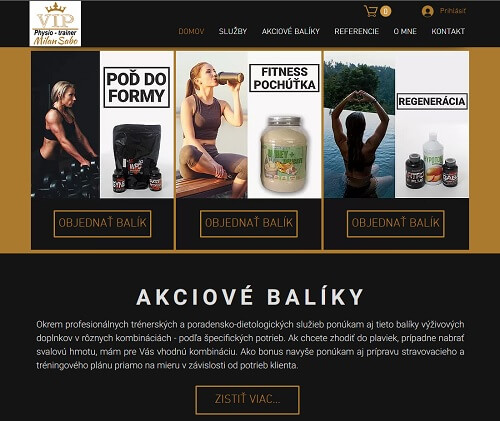 VIP
Physio - trainer
Milan Sabo
0
Prihlásiť
DOMOV SLUŽBY AKCIOVÉ BALÍKY REFERENCIE O MNE KONTAKT
POĎ DO
FORMY
FITNESS
POCHÚŤKA
REGENERÁCIA
OBJEDNAŤ BALÍK
OBJEDNAŤ BALÍK
OBJEDNAŤ BALÍK
AKCIOVÉ BALÍKY
Okrem profesionálnych trénerských a poradensko-dietologických služieb ponúkam aj tieto balíky výživových
doplnkov v rôznych kombináciách - podľa špecifických potrieb. Ak chcete zhodiť do plaviek, prípadne nabrať
svalovú hmotu, mám pre Vás vhodnú kombináciu. Ako bonus navyše ponúkam aj prípravu stravovacieho a
tréningového plánu priamo na mieru v závislosti od potrieb klienta.
ZISTIŤ VIAC...